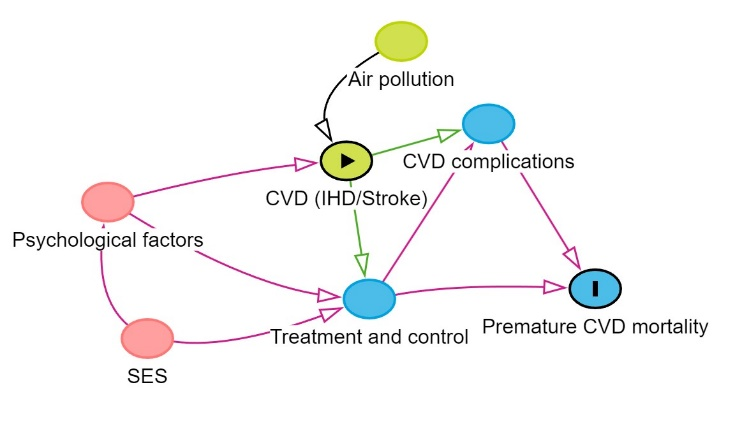 Air pollution
CVD complications
CVD (IHD/Stroke)
Psychological factors
Treatment and control
Premature CVD mortality
SES